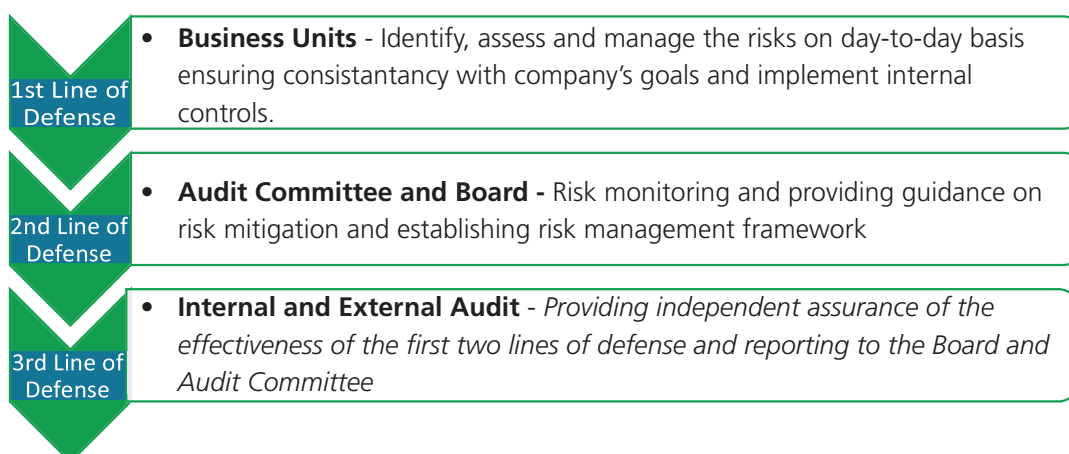 1st Line of
Defense
• Business Units - Identify, assess and manage the risks on day-to-day basis
ensuring consistantancy with company's goals and implement internal
controls.
2nd Line of
Defense
• Audit Committee and Board - Risk monitoring and providing guidance on
risk mitigation and establishing risk management framework
3rd Line of
Defense
• Internal and External Audit - Providing independent assurance of the
effectiveness of the first two lines of defense and reporting to the Board and
Audit Committee